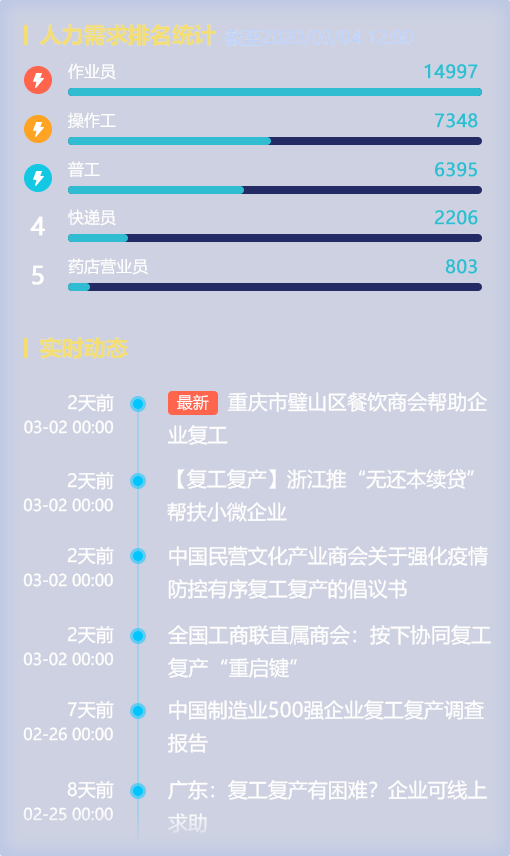 人力需求排名统计
作业员 14997
操作工 7348
普工 6395
4 快递员 2206
5 药店营业员 803
实时动态
2天前
03-02 00:00
最新 重庆市璧山区餐饮商会帮助企
业复工
2天前
03-02 00:00
【复工复产】浙江推“无还本续贷”
帮扶小微企业
2天前
03-02 00:00
中国民营文化产业商会关于强化疫情
防控有序复工复产的倡议书
2天前
03-02 00:00
全国工商联直属商会：按下协同复工
复产“重启键”
7天前
02-26 00:00
中国制造业500强企业复工复产调查
报告
8天前
02-25 00:00
广东：复工复产有困难？企业可线上
求助